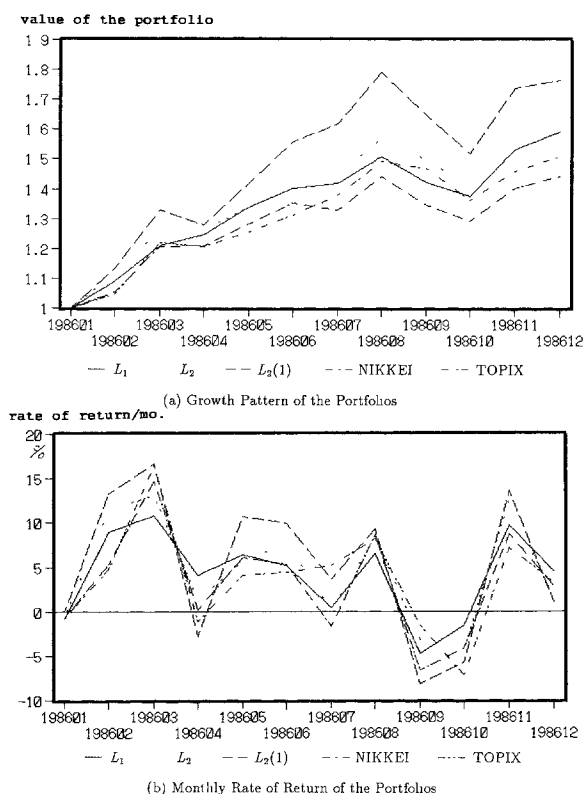 value of the portfolio
1 9
1.8
1.7
1 6
1 5
1.4
1.3
1.2
1.1
1
198601 198603 198605 198607 198609 198611
198602 198604 198606 198608 198610 198612
— L₁ L₂ — — L₂(1) - · - NIKKEI - ·· - TOPIX
(a) Growth Pattern of the Portfolios
rate of return/mo.
20
%
15
10
5
0
-5
-10
198601 198603 198605 198607 198609 198611
198602 198604 198606 198608 198610 198612
— L₁ L₂ — — L₂(1) - · - NIKKEI - ·· - TOPIX
(b) Monthly Rate of Return of the Portfolios